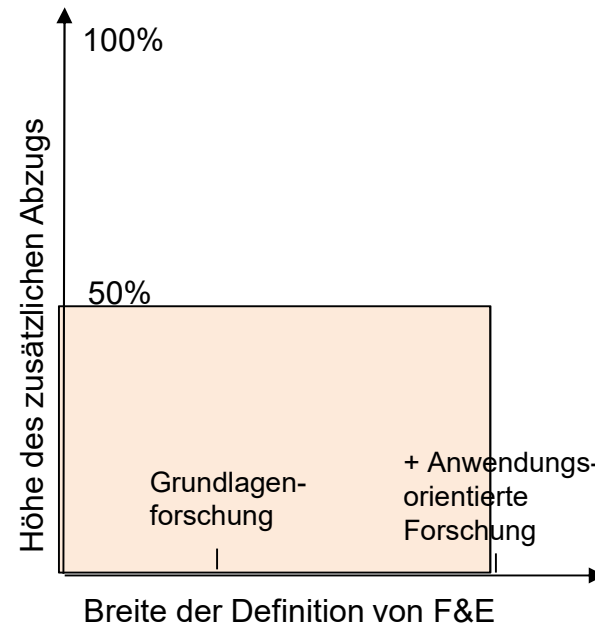 100%
Höhe des zusätzlichen Abzugs
50%
Grundlagen-
forschung
+ Anwendungs-
orientierte
Forschung
Breite der Definition von F&E